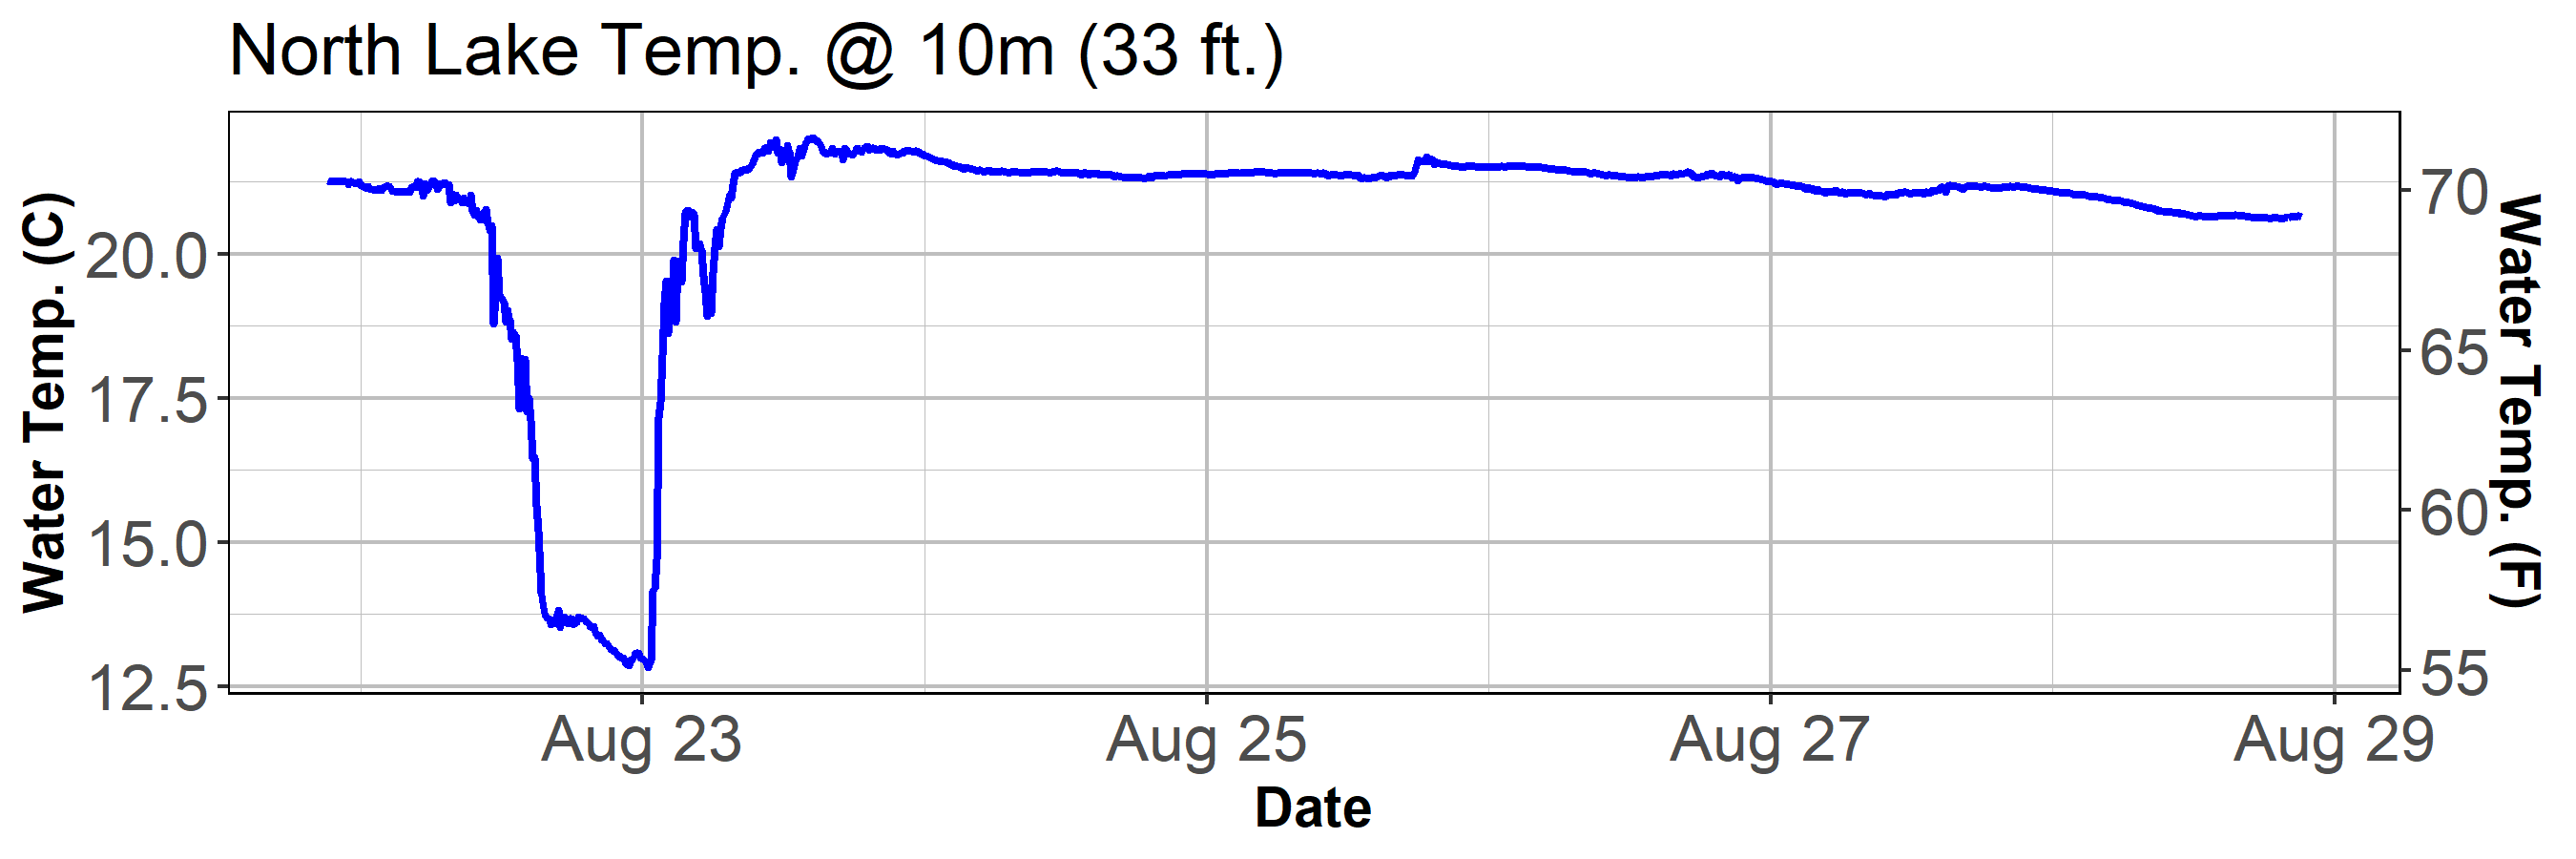 North Lake Temp. @ 10m (33 ft.)
Water Temp. (C)
20.0
17.5
15.0
12.5
70
65
60
55
Water Temp. (F)
Aug 23 Aug 25 Aug 27 Aug 29
Date